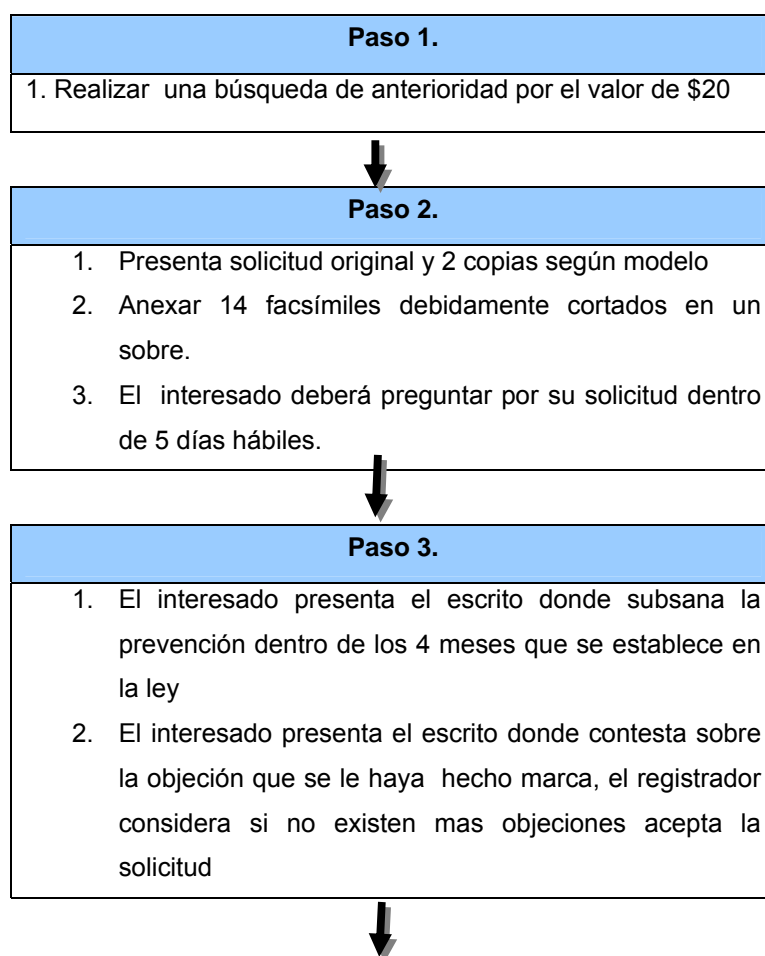 Paso 1.
1. Realizar una búsqueda de anterioridad por el valor de $20
Paso 2.
1. Presenta solicitud original y 2 copias según modelo
2. Anexar 14 facsímiles debidamente cortados en un
sobre.
3. El interesado deberá preguntar por su solicitud dentro
de 5 días hábiles.
Paso 3.
1. El interesado presenta el escrito donde subsana la
prevención dentro de los 4 meses que se establece en
la ley
2. El interesado presenta el escrito donde contesta sobre
la objeción que se le haya hecho marca, el registrador
considera si no existen mas objeciones acepta la
solicitud